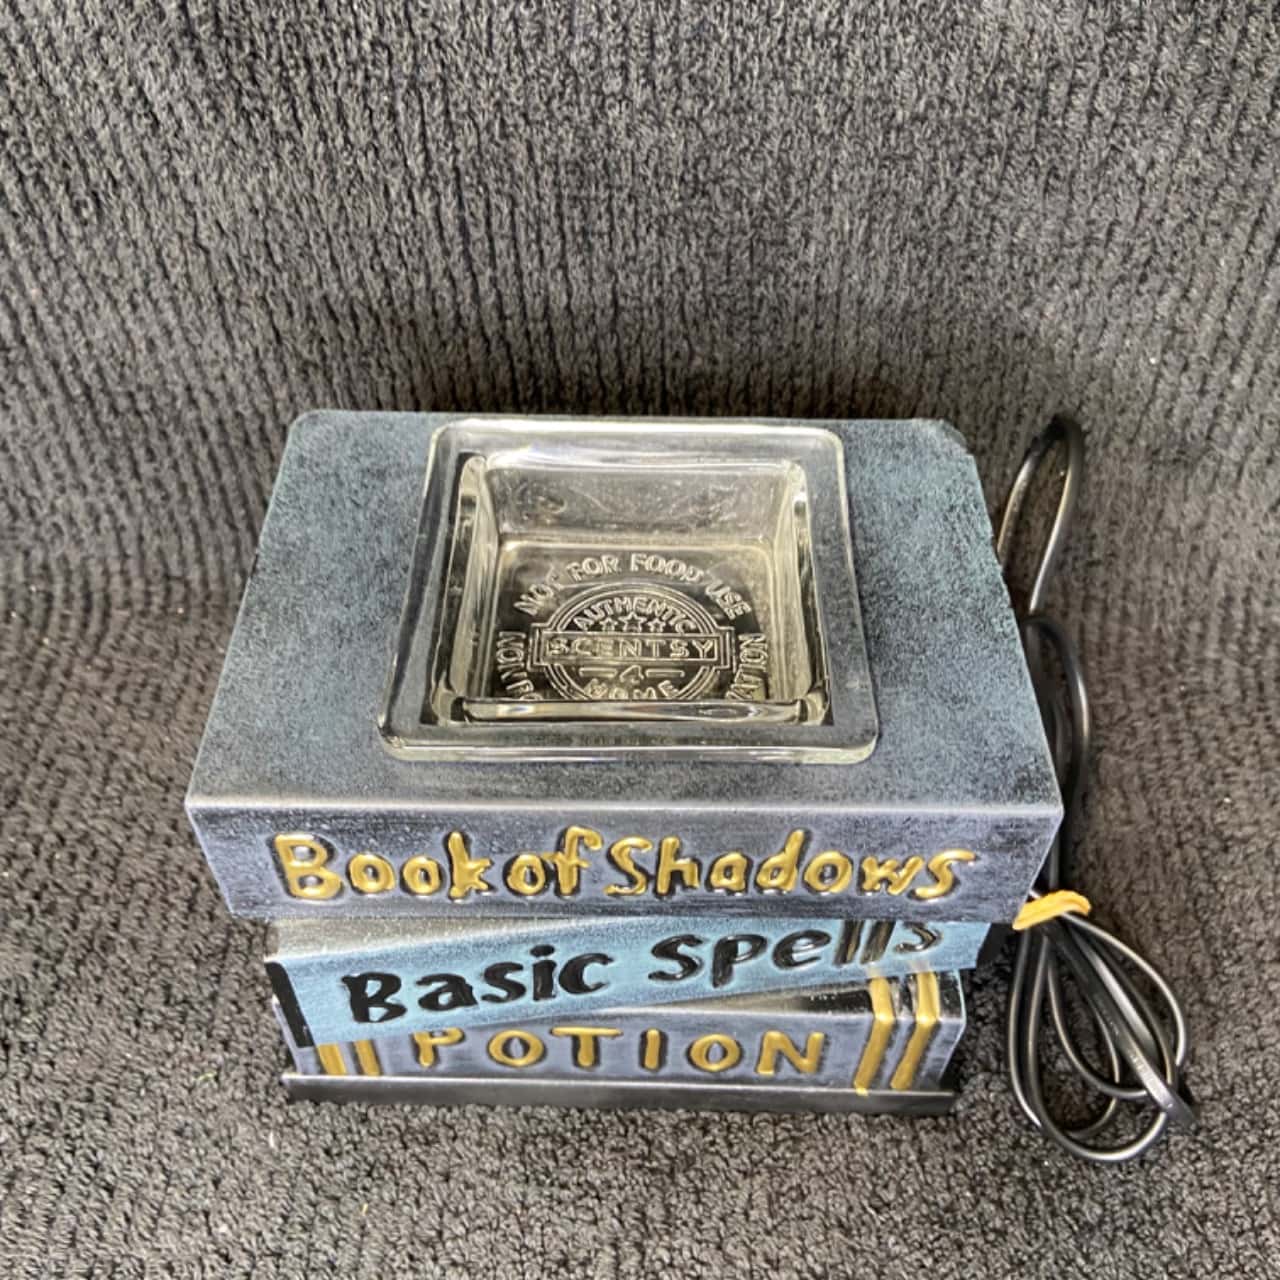 NOT FOR FOOD USE
AUTHENTIC
SCENTSY
HOME
Book of Shadows
Basic Spells
POTION